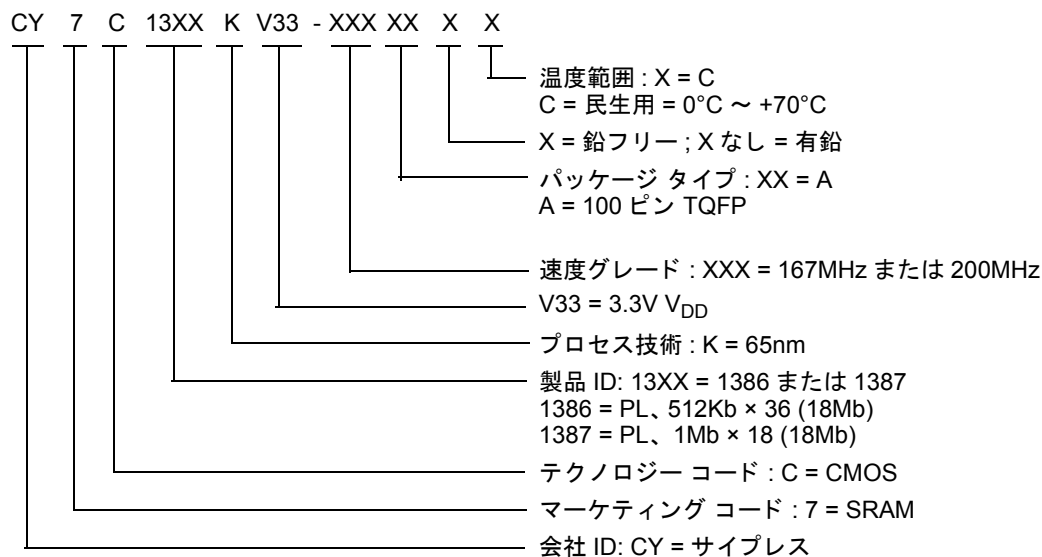 CY 7 C 13XX K V33 - XXX XX X X
温度範囲 : X = C
C = 民生用 = 0°C ～ +70°C
X = 鉛フリー ; X なし = 有鉛
パッケージ タイプ : XX = A
A = 100 ピン TQFP
速度グレード : XXX = 167MHz または 200MHz
V33 = 3.3V VDD
プロセス技術 : K = 65nm
製品 ID: 13XX = 1386 または 1387
1386 = PL、512Kb × 36 (18Mb)
1387 = PL、1Mb × 18 (18Mb)
テクノロジー コード : C = CMOS
マーケティング コード : 7 = SRAM
会社 ID: CY = サイプレス